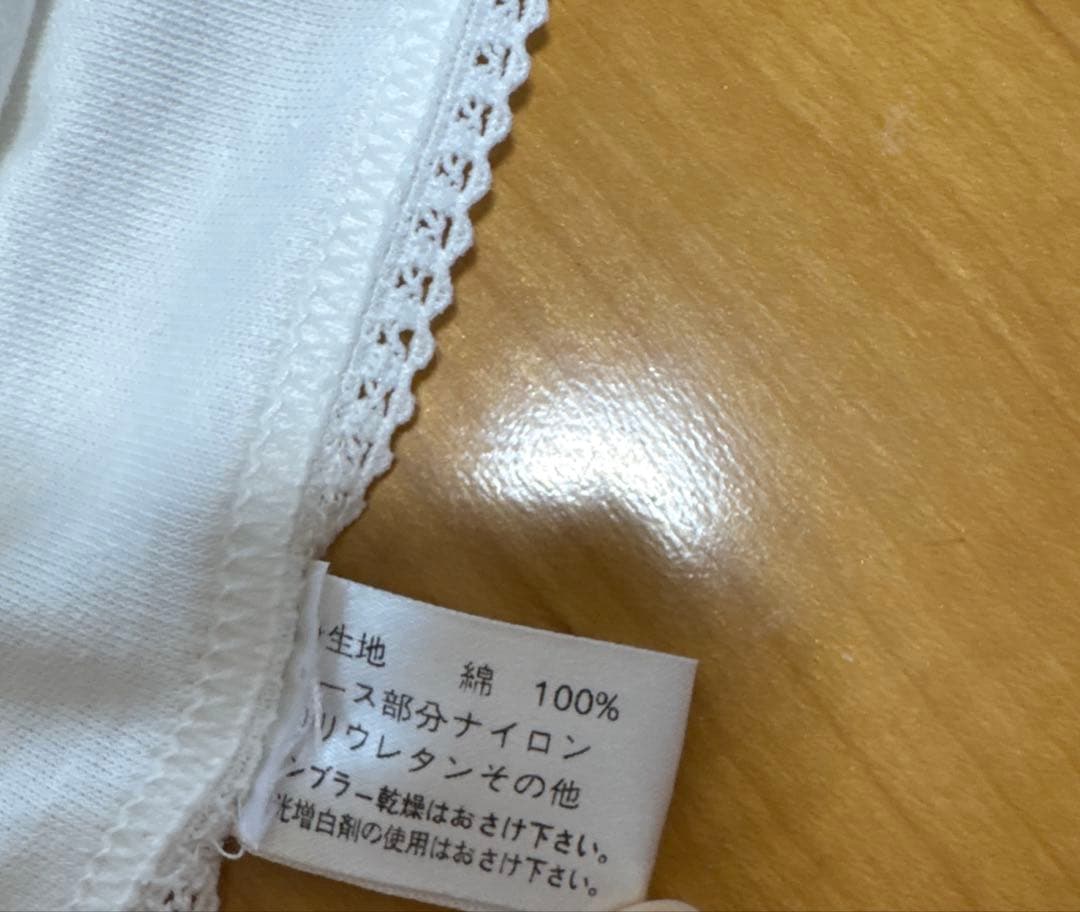 生地　綿　100%
ース部分ナイロン
リウレタンその他
ンブラー乾燥はおさけ下さい。
光増白剤の使用はおさけ下さい。